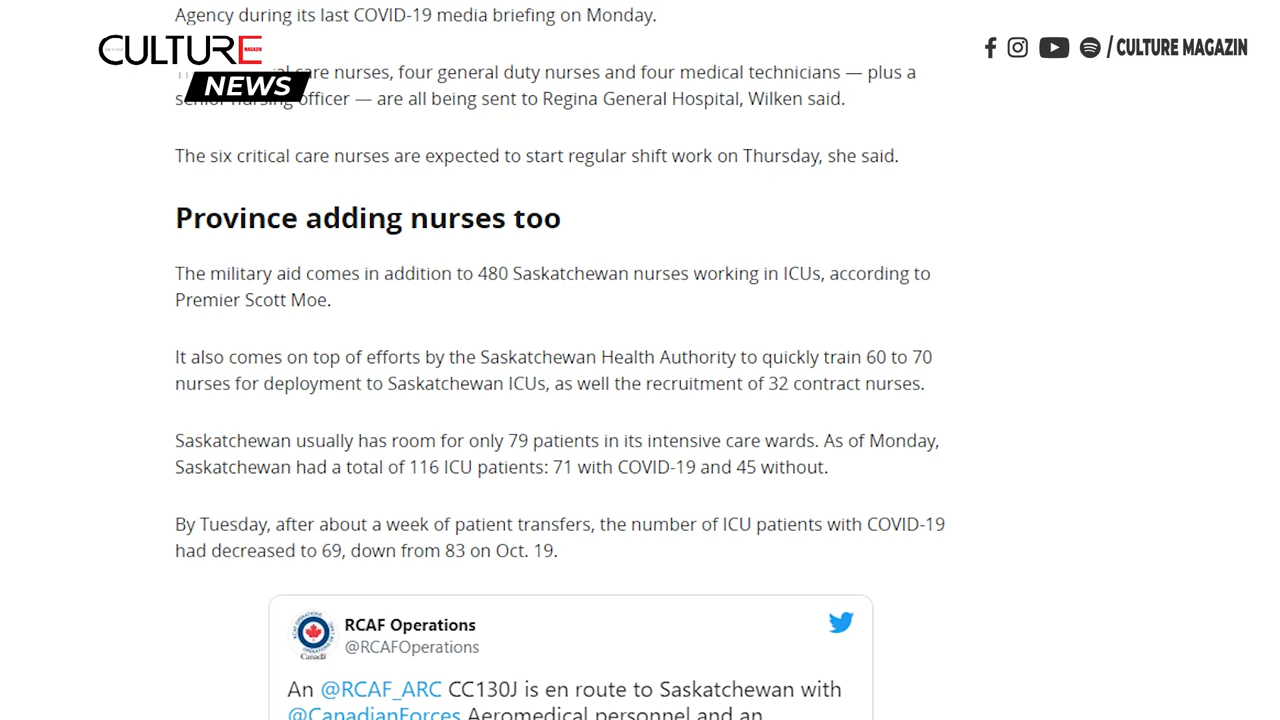 Agency during its last COVID-19 media briefing on Monday.
CULTURE
MAGAZIN
NEWS
/ CULTURE MAGAZIN
care nurses, four general duty nurses and four medical technicians — plus a
senior nursing officer — are all being sent to Regina General Hospital, Wilken said.
The six critical care nurses are expected to start regular shift work on Thursday, she said.
Province adding nurses too
The military aid comes in addition to 480 Saskatchewan nurses working in ICUs, according to
Premier Scott Moe.
It also comes on top of efforts by the Saskatchewan Health Authority to quickly train 60 to 70
nurses for deployment to Saskatchewan ICUs, as well the recruitment of 32 contract nurses.
Saskatchewan usually has room for only 79 patients in its intensive care wards. As of Monday,
Saskatchewan had a total of 116 ICU patients: 71 with COVID-19 and 45 without.
By Tuesday, after about a week of patient transfers, the number of ICU patients with COVID-19
had decreased to 69, down from 83 on Oct. 19.
RCAF Operations
@RCAFOperations
An @RCAF_ARC CC130J is en route to Saskatchewan with
@CanadianForces Aeromedical personnel and an